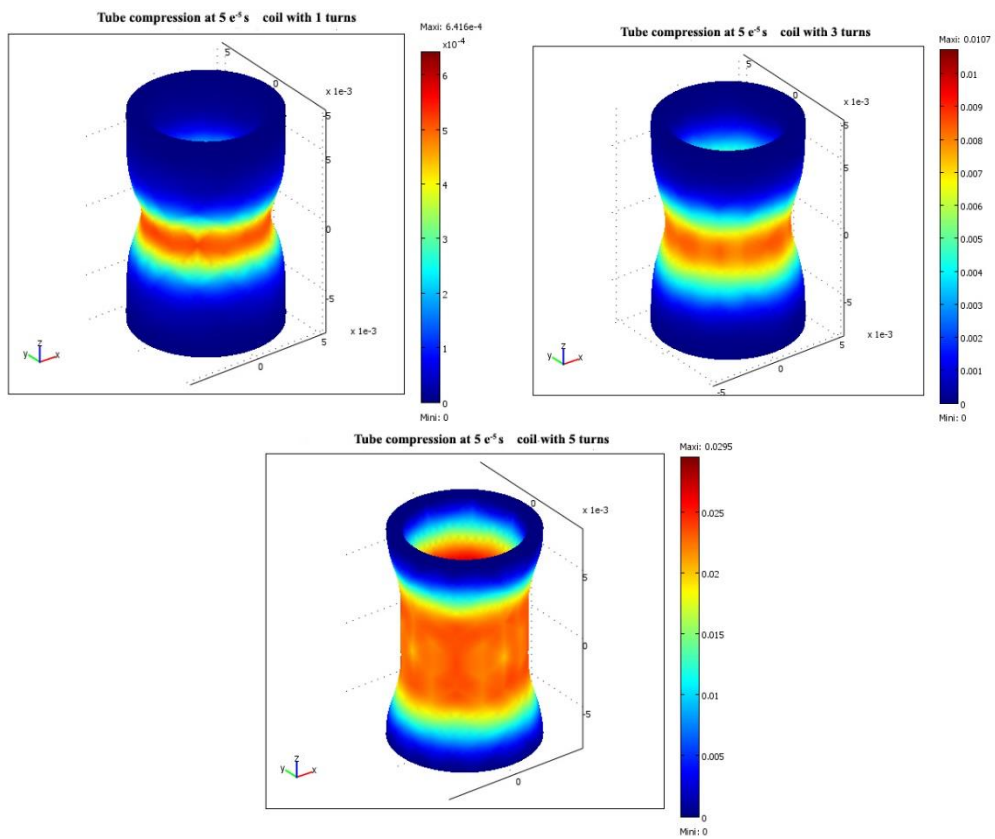 Tube compression at 5 e⁻⁵ s coil with 1 turns
Maxi: 6.416e-4
x10⁻⁴
6
5
4
3
2
1
0
Mini: 0
5
0
x 1e-3
-5
5
0
-5
x 1e-3
5
0
z
y
x
Tube compression at 5 e⁻⁵ s coil with 3 turns
Maxi: 0.0107
0.01
0.009
0.008
0.007
0.006
0.005
0.004
0.003
0.002
0.001
0
Mini: 0
5
0
x 1e-3
-5
5
0
-5
x 1e-3
5
0
-5
z
y
x
Tube compression at 5 e⁻⁵ s coil with 5 turns
Maxi: 0.0295
0.025
0.02
0.015
0.01
0.005
0
Mini: 0
0
x 1e-3
5
0
-5
0
z
y
x